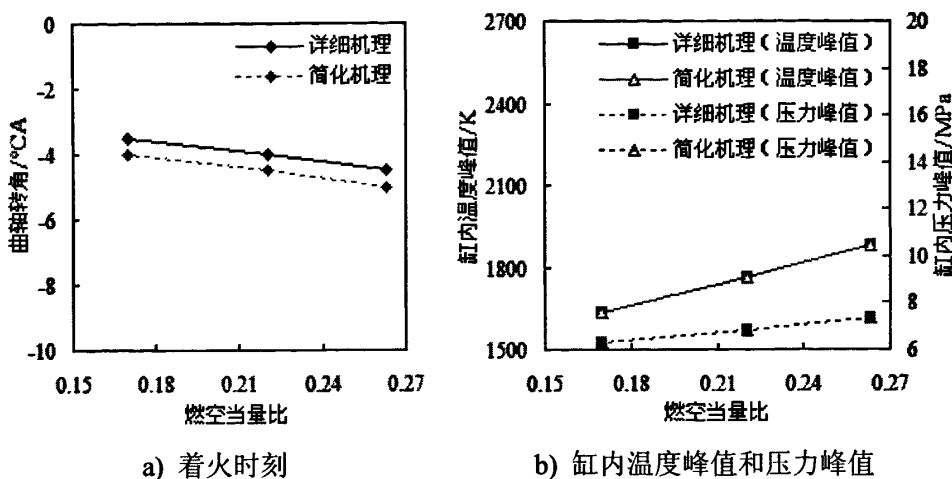 0
-2
-4
-6
-8
-10
曲轴转角/°CA
详细机理
简化机理
0.15
0.18
0.21
0.24
0.27
燃空当量比
a) 着火时刻
2700
2400
2100
1800
1500
缸内温度峰值/K
详细机理(温度峰值)
简化机理(温度峰值)
详细机理(压力峰值)
简化机理(压力峰值)
20
18
16
14
12
10
8
6
缸内压力峰值/MPa
0.15
0.18
0.21
0.24
0.27
燃空当量比
b) 缸内温度峰值和压力峰值